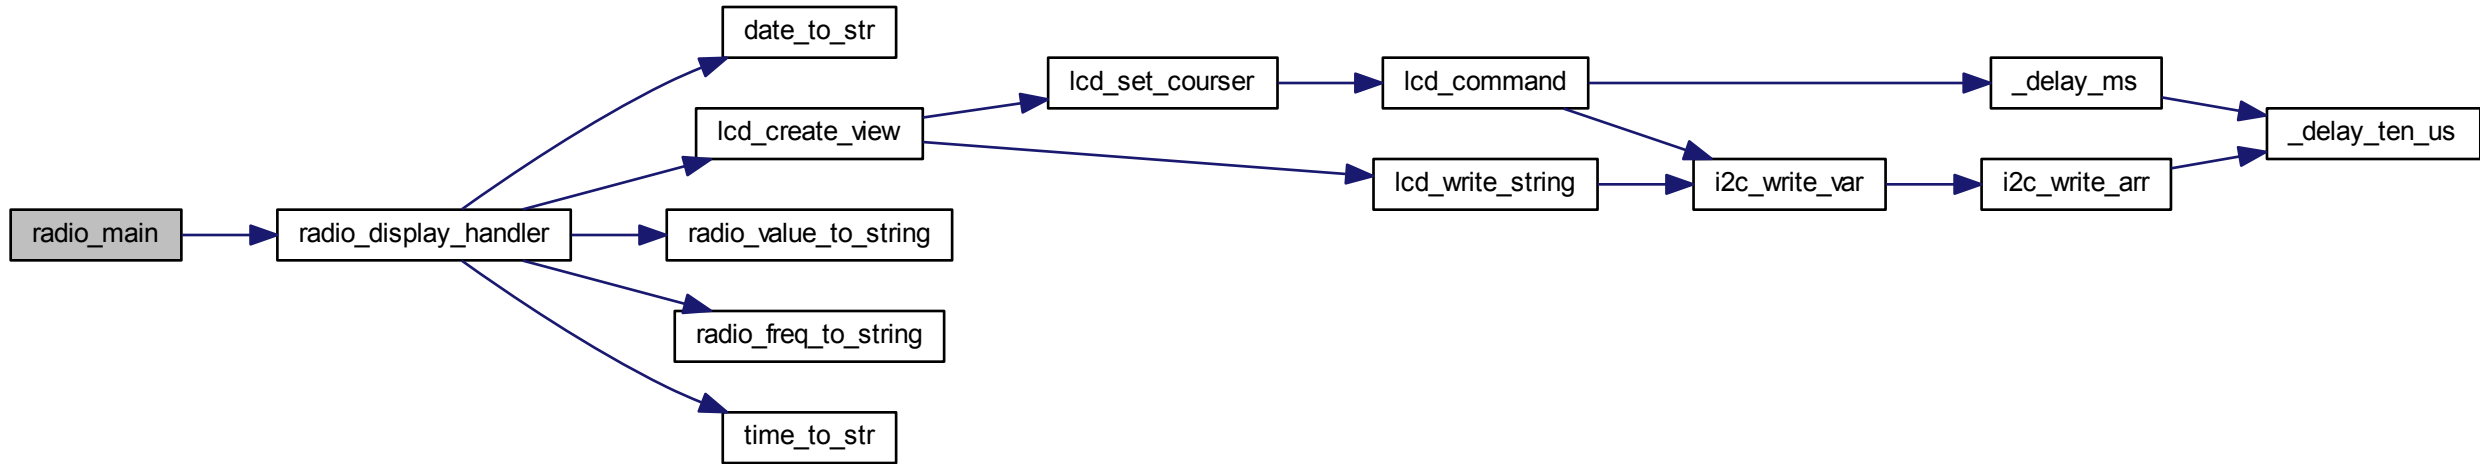 date_to_str
lcd_set_courser
lcd_command
_delay_ms
lcd_create_view
_delay_ten_us
lcd_write_string
i2c_write_var
i2c_write_arr
radio_main
radio_display_handler
radio_value_to_string
radio_freq_to_string
time_to_str